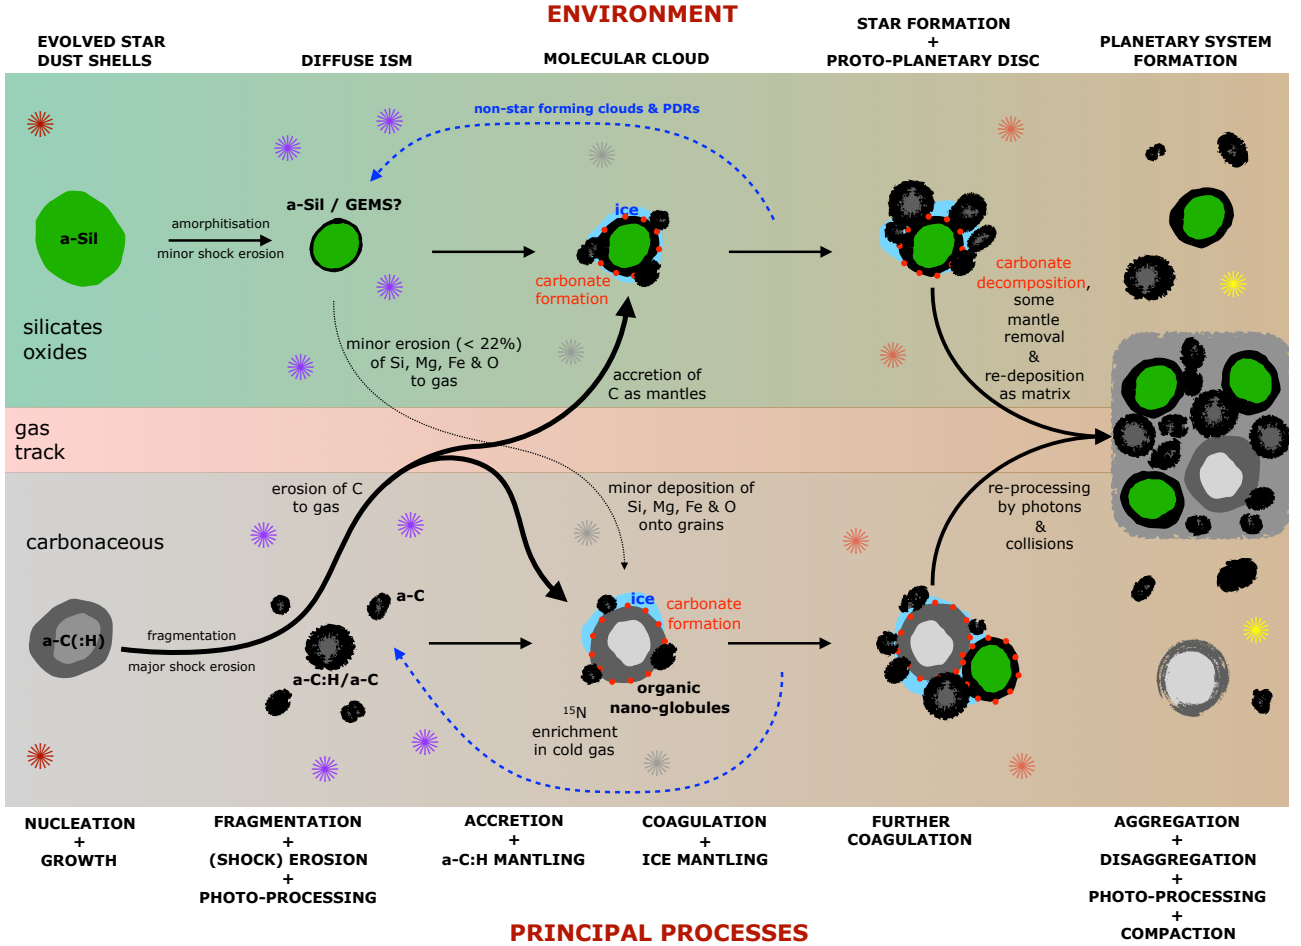 ENVIRONMENT
EVOLVED STAR
DUST SHELLS
DIFFUSE ISM
MOLECULAR CLOUD
STAR FORMATION
+
PROTO-PLANETARY DISC
PLANETARY SYSTEM
FORMATION
non-star forming clouds & PDRs
a-Sil
amorphitisation
minor shock erosion
a-Sil / GEMS?
ice
carbonate
formation
carbonate
decomposition,
some
mantle
removal
&
re-deposition
as matrix
silicates
oxides
minor erosion (< 22%)
of Si, Mg, Fe & O
to gas
accretion of
C as mantles
gas
track
erosion of C
to gas
minor deposition of
Si, Mg, Fe & O
onto grains
re-processing
by photons
&
collisions
carbonaceous
a-C(:H)
fragmentation
major shock erosion
a-C
a-C:H/a-C
ice
carbonate
formation
organic
nano-globules
15N
enrichment
in cold gas
NUCLEATION
+
GROWTH
FRAGMENTATION
+
(SHOCK) EROSION
+
PHOTO-PROCESSING
ACCRETION
+
a-C:H MANTLING
COAGULATION
+
ICE MANTLING
FURTHER
COAGULATION
AGGREGATION
+
DISAGGREGATION
+
PHOTO-PROCESSING
+
COMPACTION
PRINCIPAL PROCESSES